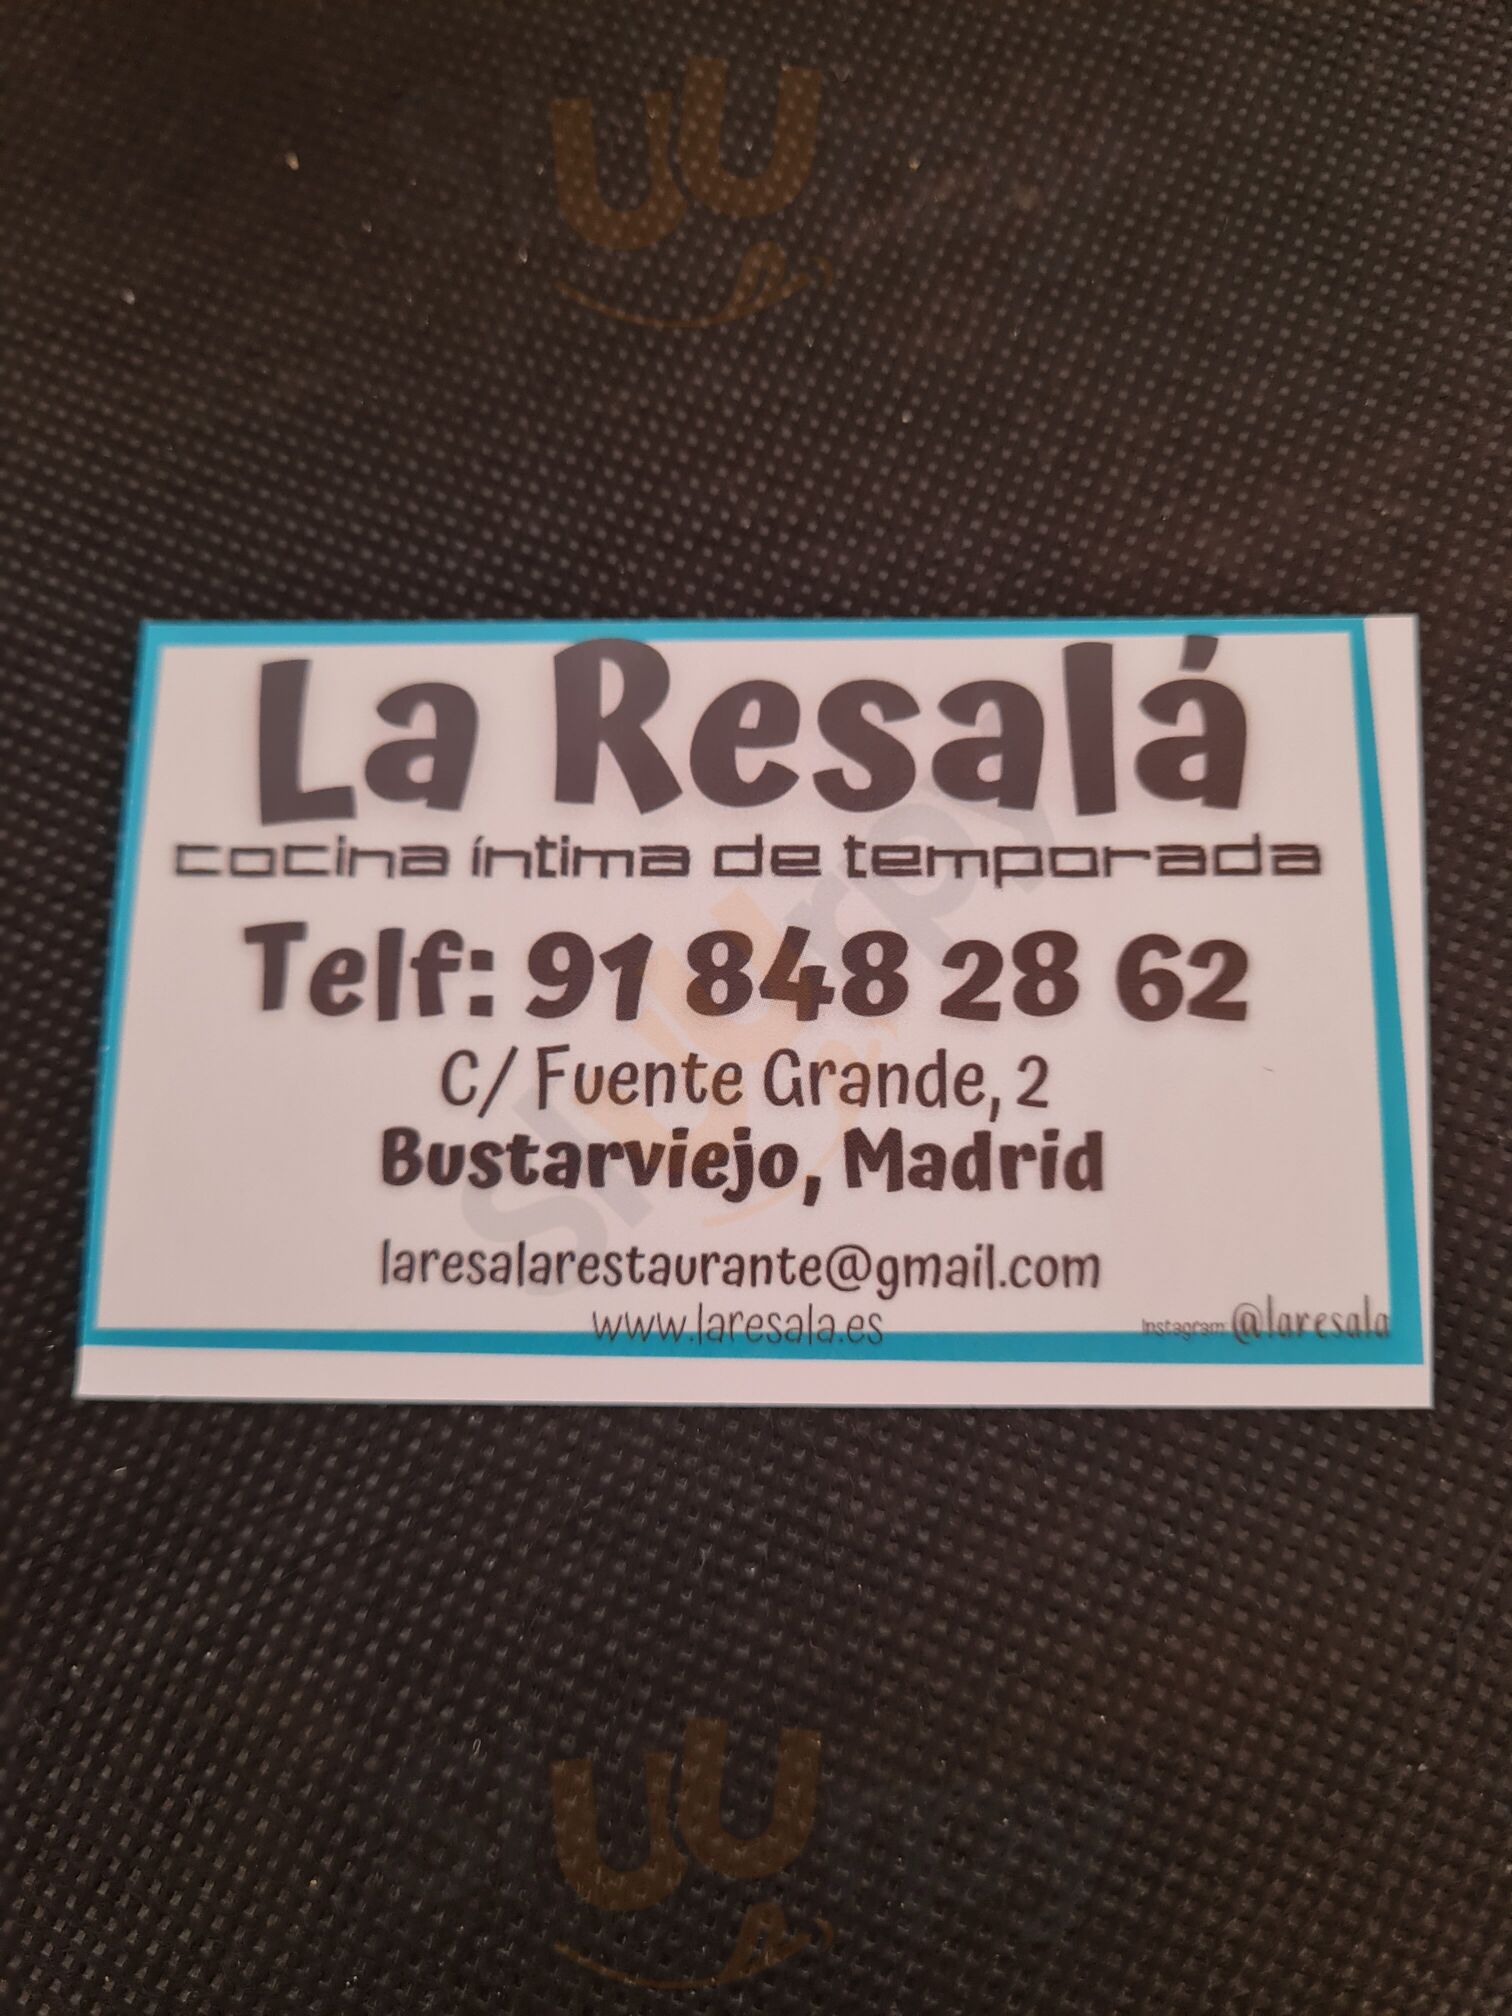 La Resalá
cocina íntima de temporada
Telf: 91 848 28 62
C/ Fuente Grande, 2
Bustarviejo, Madrid
laresalarestaurante@gmail.com
www.laresala.es
Instagram: @laresala